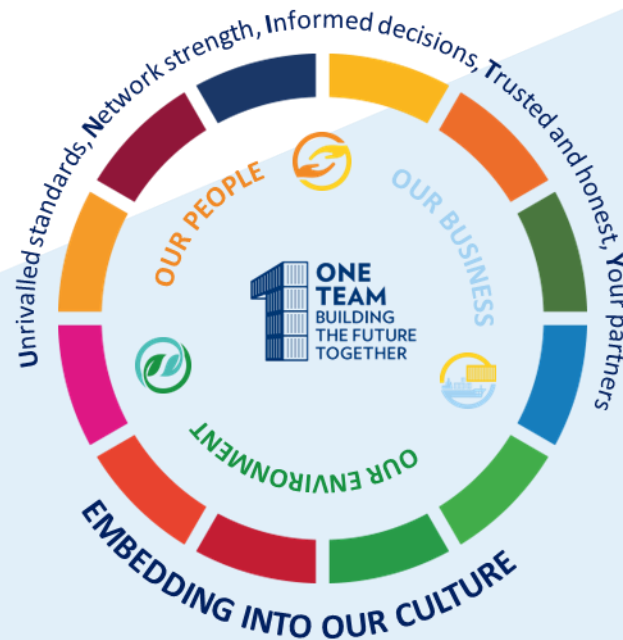 Unrivalled standards, Network strength, Informed decisions, Trusted and honest, Your partners
OUR PEOPLE
OUR BUSINESS
ONE
TEAM
BUILDING
THE FUTURE
TOGETHER
OUR ENVIRONMENT
EMBEDDING INTO OUR CULTURE